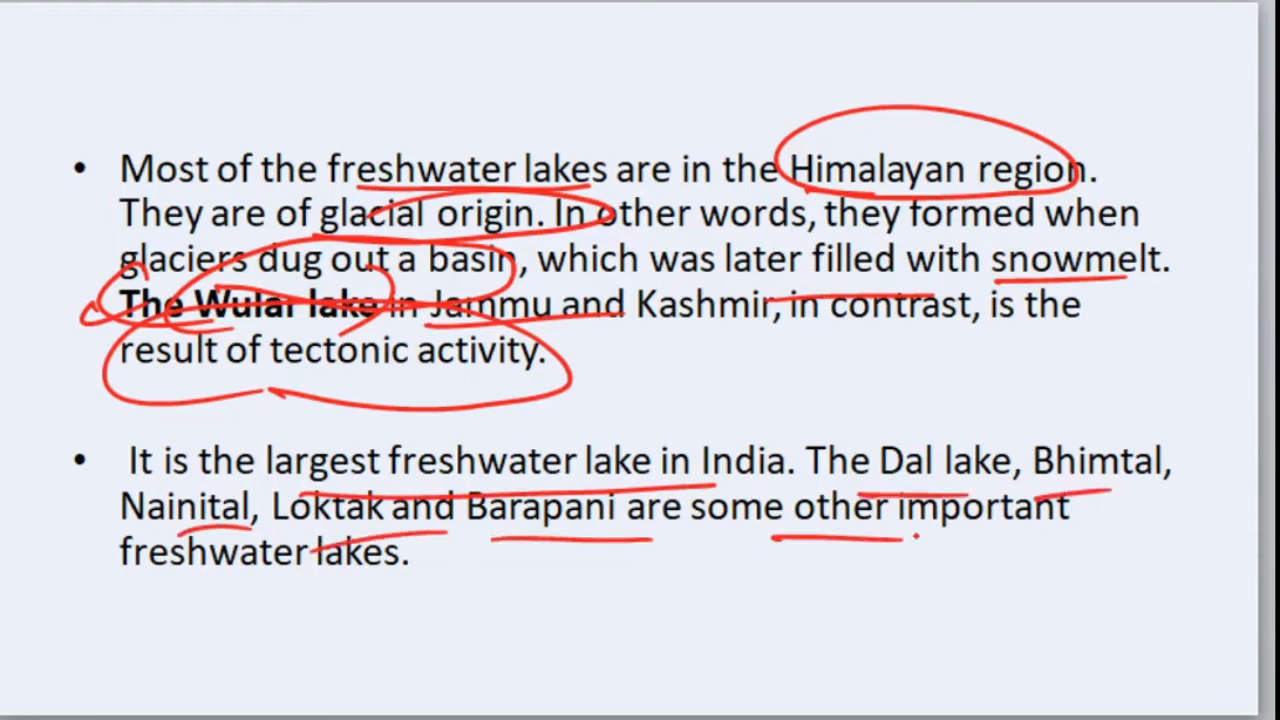 • Most of the freshwater lakes are in the Himalayan region.
They are of glacial origin. In other words, they formed when
glaciers dug out a basin, which was later filled with snowmelt.
The Wular lake in Jammu and Kashmir, in contrast, is the
result of tectonic activity.
• It is the largest freshwater lake in India. The Dal lake, Bhimtal,
Nainital, Loktak and Barapani are some other important
freshwater lakes.